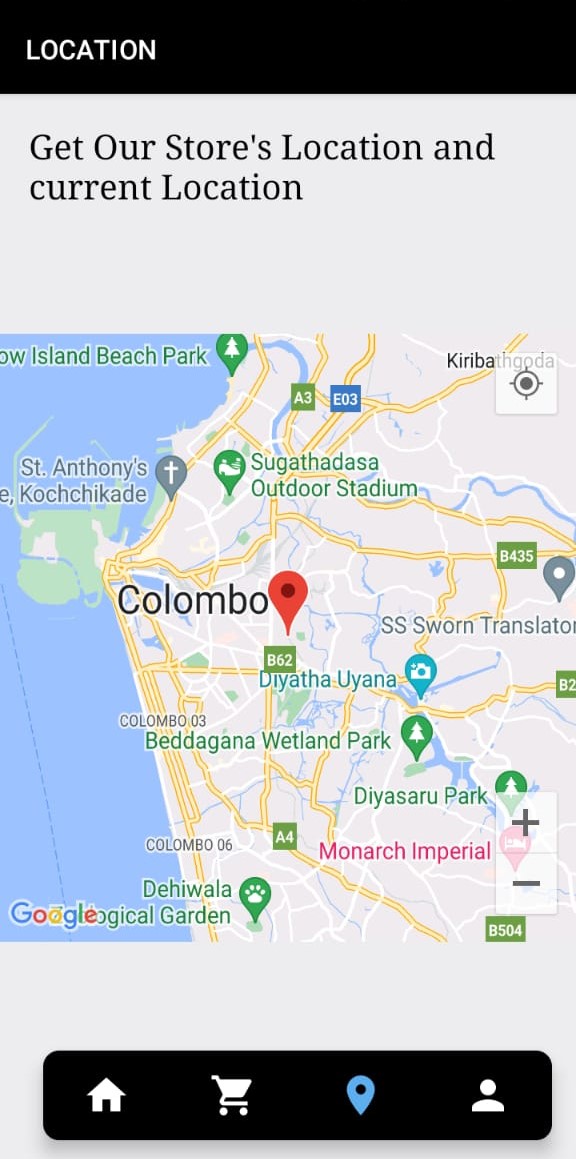 LOCATION
Get Our Store's Location and
current Location
ow Island Beach Park
Kiribathgoda
A3
E03
St. Anthony's
e, Kochchikade
Sugathadasa
Outdoor Stadium
B435
Colombo
SS Sworn Translator
B62
Diyatha Uyana
B2
COLOMBO 03
Beddagana Wetland Park
Diyasaru Park
A4
COLOMBO 06
Monarch Imperial
Dehiwala
Google
ogical Garden
B504